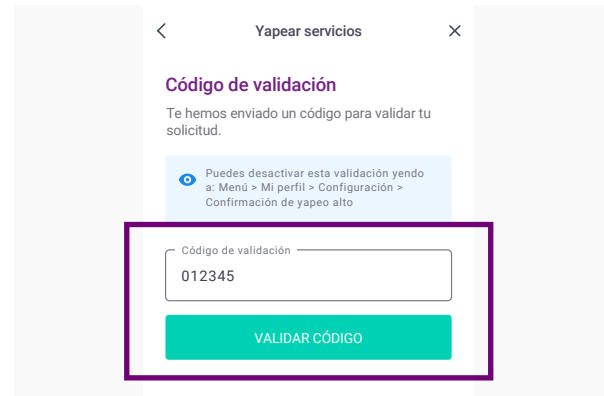 Yapear servicios
Código de validación
Te hemos enviado un código para validar tu
solicitud.
Puedes desactivar esta validación yendo
a: Menú > Mi perfil > Configuración >
Confirmación de yapeo alto
Código de validación
012345
VALIDAR CÓDIGO